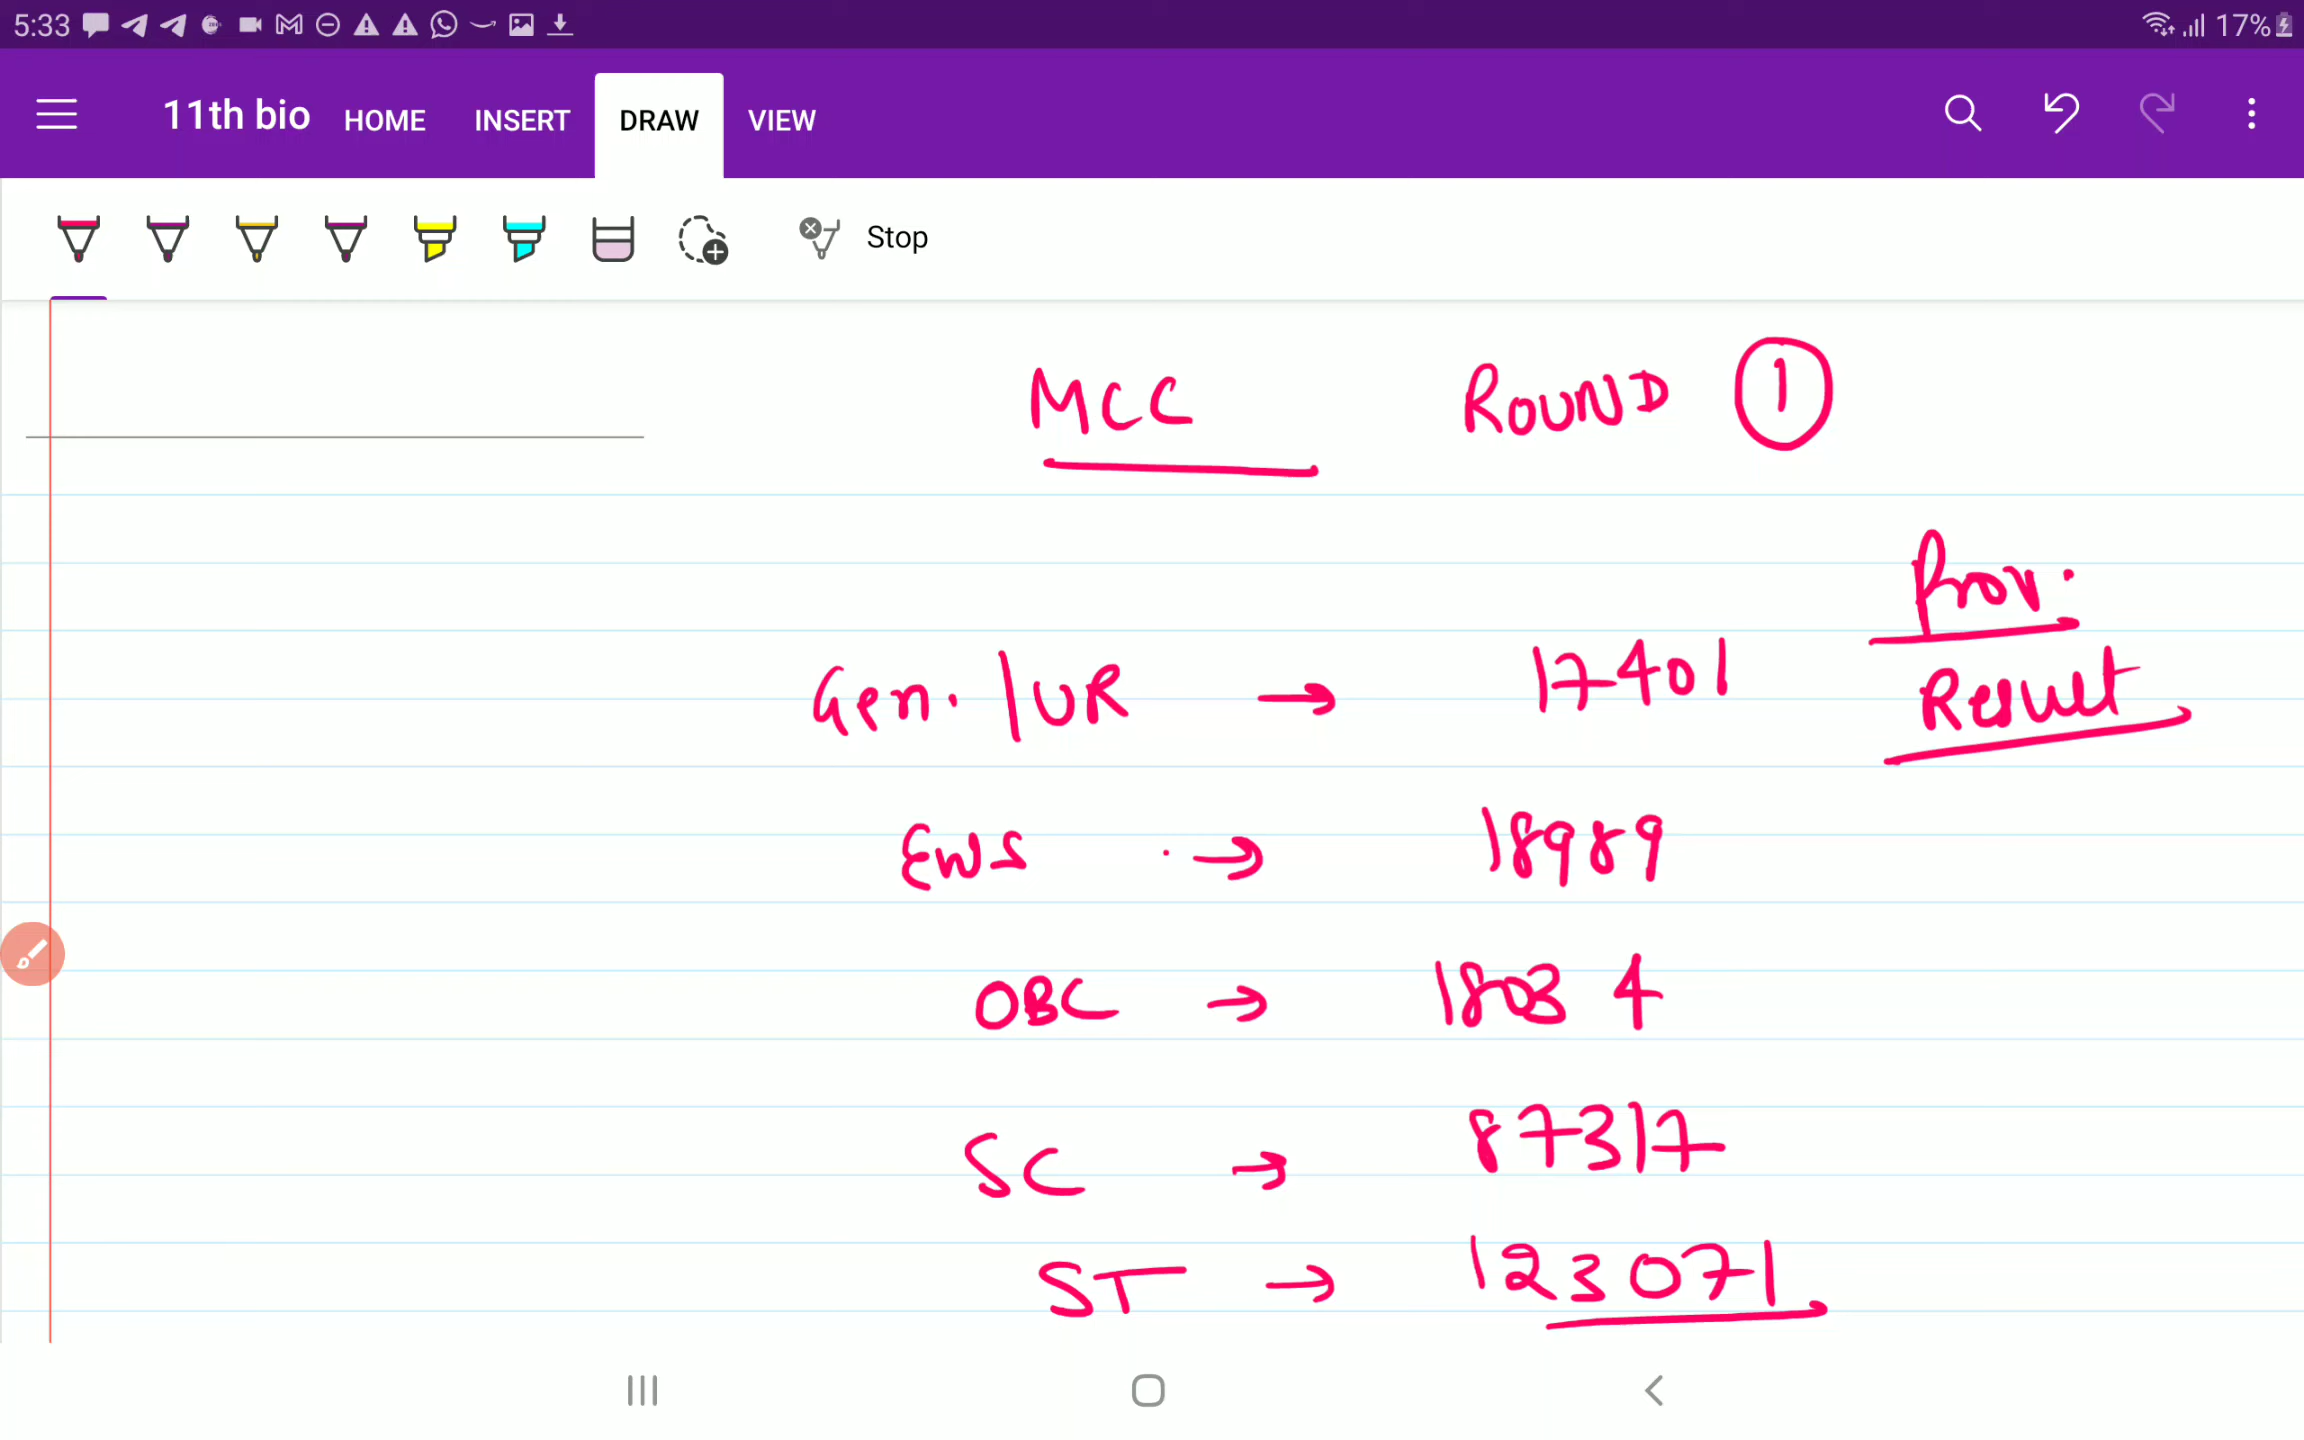 5:33 17%
11th bio HOME INSERT DRAW VIEW
Stop
MCC ROUND 1
Prov.
Result
Gen. / UR → 17401
EWS → 18989
OBC → 1803 4
SC → 87317
ST → 123071